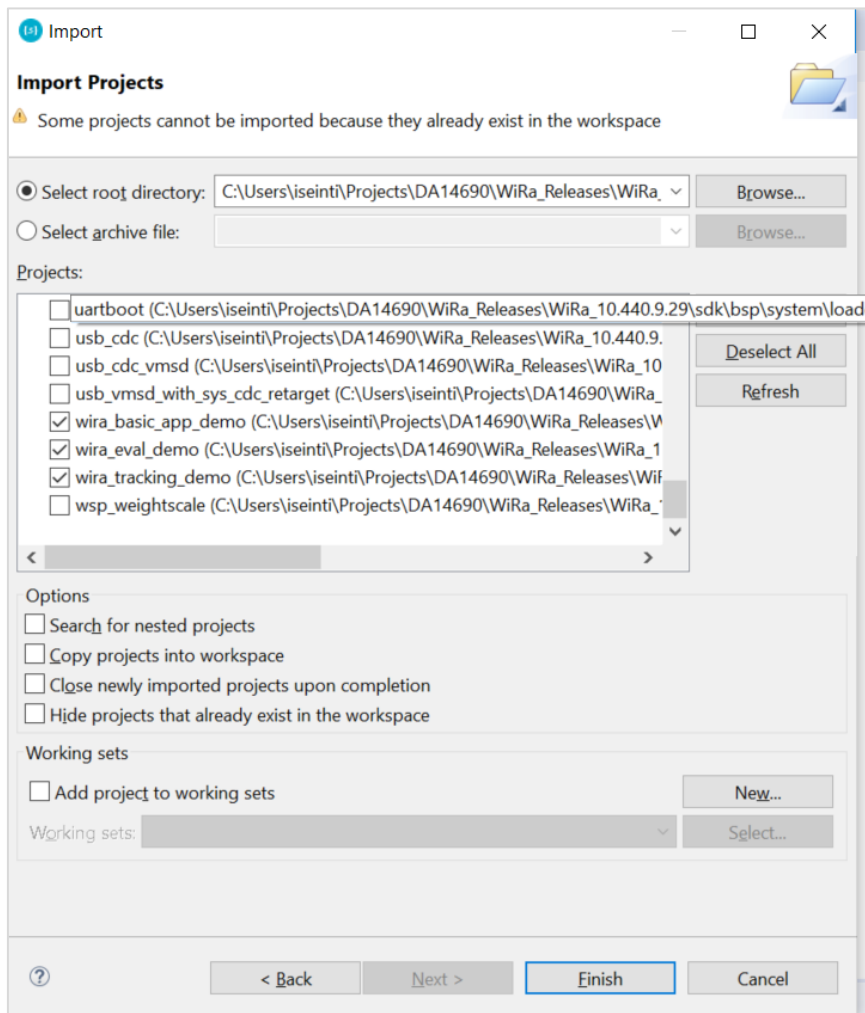 Import
Import Projects
Some projects cannot be imported because they already exist in the workspace
Select root directory: C:\Users\iseinti\Projects\DA14690\WiRa_Releases\WiRa_ Browse...
Select archive file: Browse...
Projects:
uartboot (C:\Users\iseinti\Projects\DA14690\WiRa_Releases\WiRa_10.440.9.29\sdk\bsp\system\load
usb_cdc (C:\Users\iseinti\Projects\DA14690\WiRa_Releases\WiRa_10.440.9.
usb_cdc_vmsd (C:\Users\iseinti\Projects\DA14690\WiRa_Releases\WiRa_10 Deselect All
usb_vmsd_with_sys_cdc_retarget (C:\Users\iseinti\Projects\DA14690\WiRa_ Refresh
wira_basic_app_demo (C:\Users\iseinti\Projects\DA14690\WiRa_Releases\W
wira_eval_demo (C:\Users\iseinti\Projects\DA14690\WiRa_Releases\WiRa_1
wira_tracking_demo (C:\Users\iseinti\Projects\DA14690\WiRa_Releases\WiF
wsp_weightscale (C:\Users\iseinti\Projects\DA14690\WiRa_Releases\WiRa_
Options
Search for nested projects
Copy projects into workspace
Close newly imported projects upon completion
Hide projects that already exist in the workspace
Working sets
Add project to working sets New...
Working sets: Select...
< Back Next > Finish Cancel